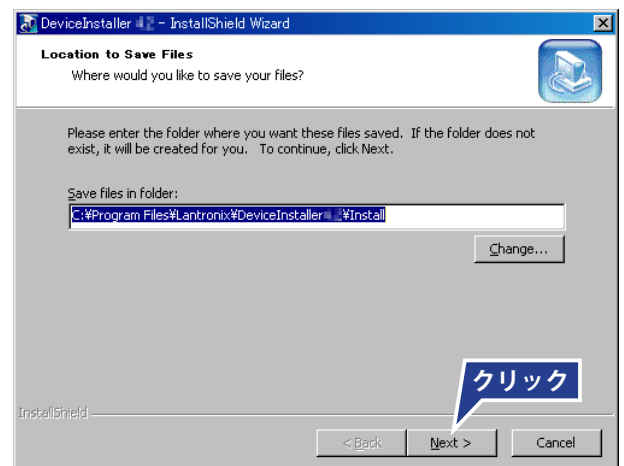 DeviceInstaller - InstallShield Wizard
Location to Save Files
Where would you like to save your files?
Please enter the folder where you want these files saved.  If the folder does not
exist, it will be created for you.   To continue, click Next.
Save files in folder:
C:¥Program Files¥Lantronix¥DeviceInstaller ¥Install
Change...
クリック
InstallShield
< Back
Next >
Cancel